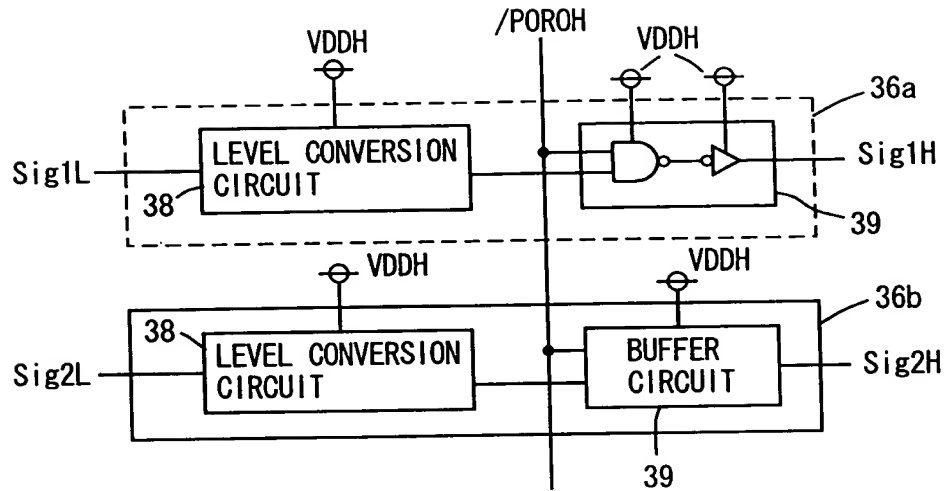 /POROH
VDDH
VDDH
36a
Sig1L
LEVEL CONVERSION
CIRCUIT
38
Sig1H
39
VDDH
VDDH
36b
38
Sig2L
LEVEL CONVERSION
CIRCUIT
BUFFER
CIRCUIT
Sig2H
39